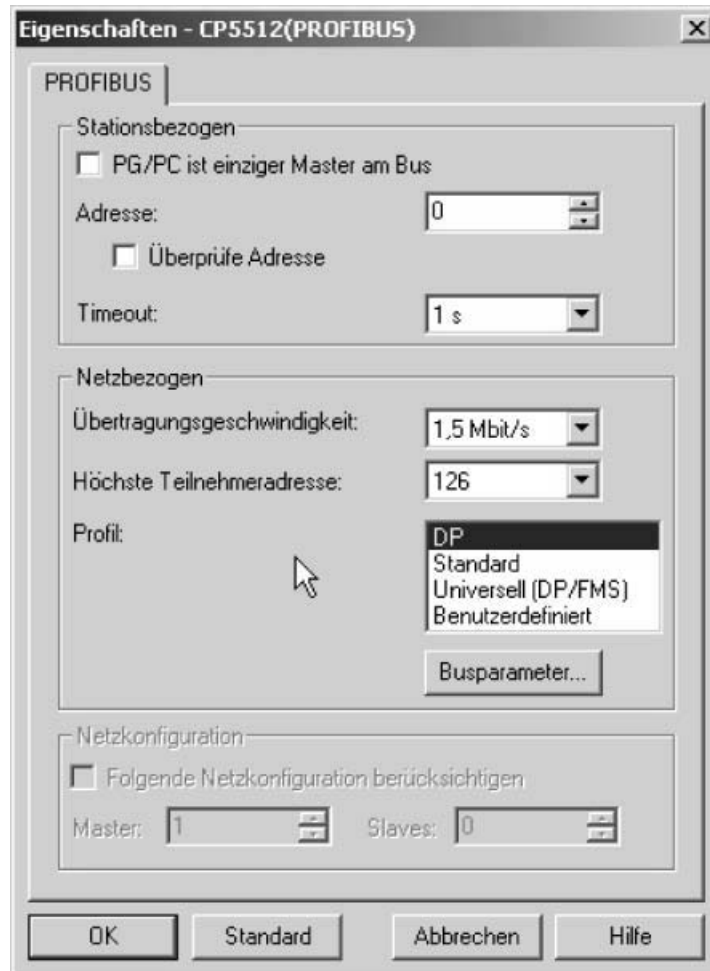 Eigenschaften - CP5512(PROFIBUS)
PROFIBUS
Stationsbezogen
PG/PC ist einziger Master am Bus
Adresse: 0
Überprüfe Adresse
Timeout: 1 s
Netzbezogen
Übertragungsgeschwindigkeit: 1,5 Mbit/s
Höchste Teilnehmeradresse: 126
Profil: DP
Standard
Universell (DP/FMS)
Benutzerdefiniert
Busparameter...
Netzkonfiguration
Folgende Netzkonfiguration berücksichtigen
Master: 1 Slaves: 0
OK Standard Abbrechen Hilfe